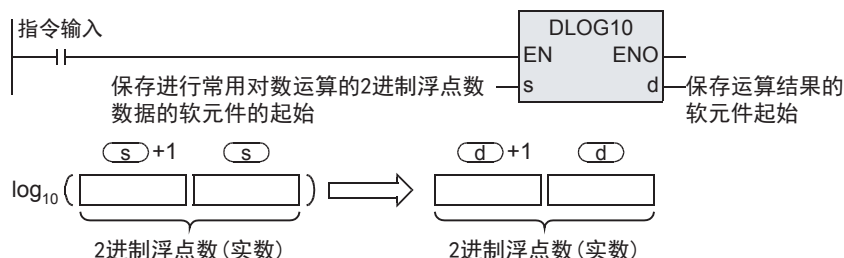 指令输入
DLOG10
EN ENO
保存进行常用对数运算的2进制浮点数
数据的软元件的起始
s d
保存运算结果的
软元件起始
s +1 s d +1 d
log10 ( )
2进制浮点数(实数) 2进制浮点数(实数)